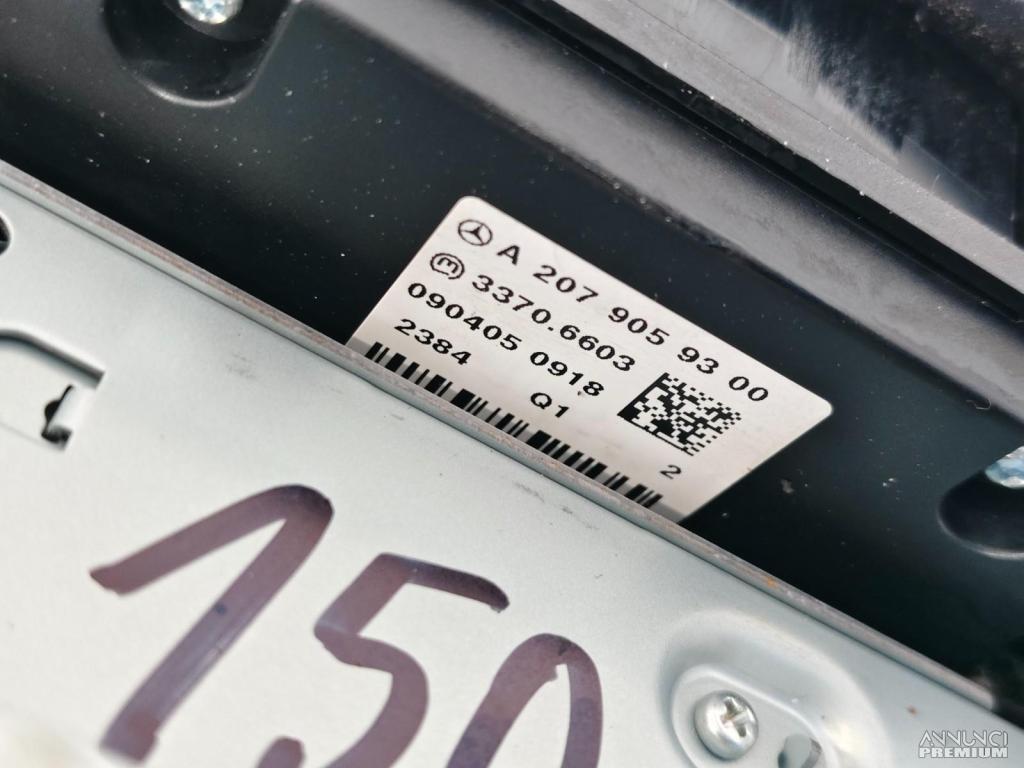 A 207 905 93 00
3370.6603
090405 0918
2384 Q1
2
150
ANNUNCI
PREMIUM